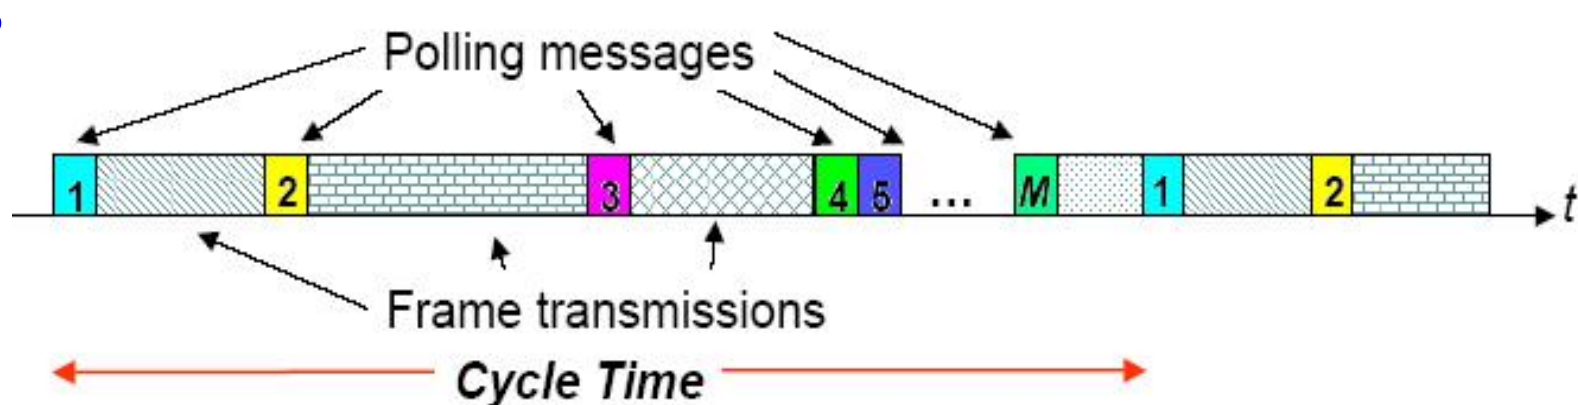 Polling messages
1 2 3 4 5 ... M 1 2 t
Frame transmissions
Cycle Time